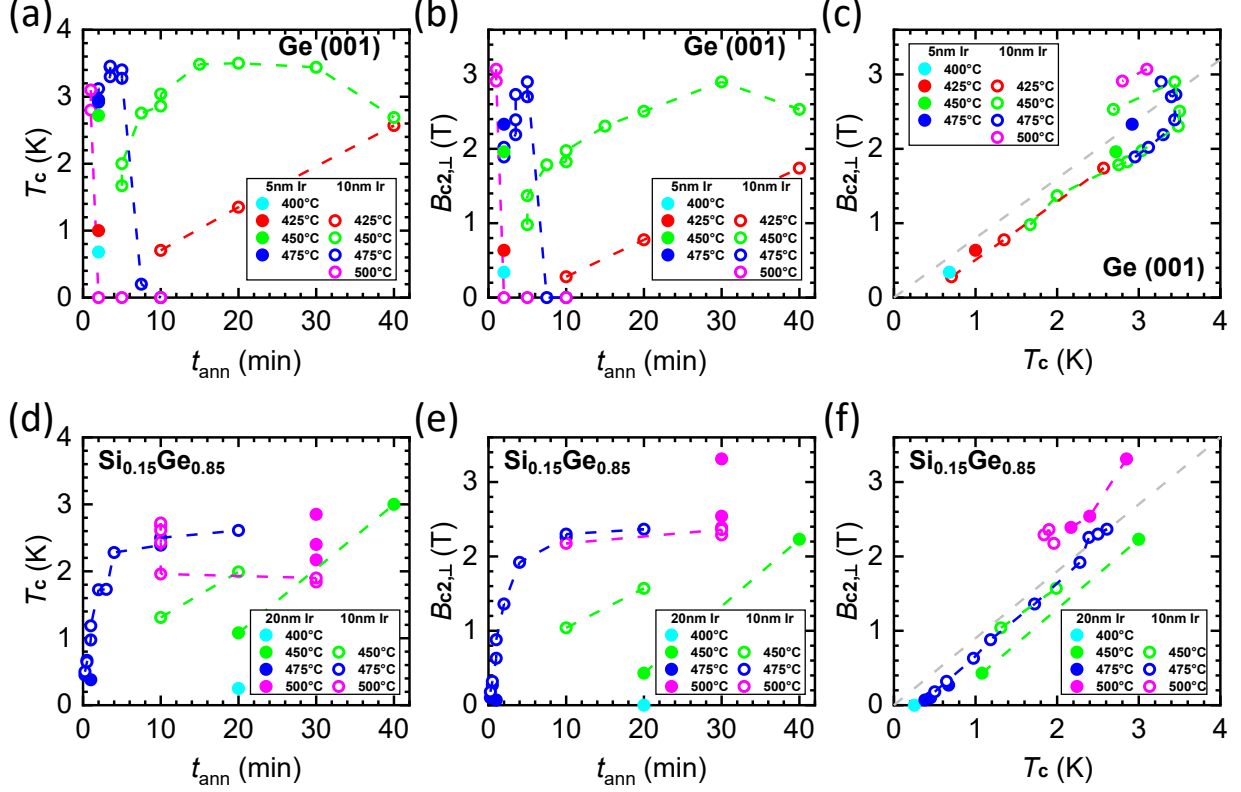 (a)
4
3
2
1
0
Tc (K)
Ge (001)
5nm Ir 10nm Ir
400°C
425°C 425°C
450°C 450°C
475°C 475°C
500°C
0 10 20 30 40
tann (min)
(b)
5
4
3
2
1
0
Bc2,⊥ (T)
Ge (001)
5nm Ir 10nm Ir
400°C
425°C 425°C
450°C 450°C
475°C 475°C
500°C
0 10 20 30 40
tann (min)
(c)
3
2
1
0
Bc2,⊥ (T)
5nm Ir 10nm Ir
400°C
425°C 425°C
450°C 450°C
475°C 475°C
500°C
Ge (001)
0 1 2 3 4
Tc (K)
(d)
4
3
2
1
0
Tc (K)
Si0.15Ge0.85
20nm Ir 10nm Ir
400°C
450°C 450°C
475°C 475°C
500°C 500°C
0 10 20 30 40
tann (min)
(e)
3
2
1
0
Bc2,⊥ (T)
Si0.15Ge0.85
20nm Ir 10nm Ir
400°C
450°C 450°C
475°C 475°C
500°C 500°C
0 10 20 30 40
tann (min)
(f)
3
2
1
0
Bc2,⊥ (T)
Si0.15Ge0.85
20nm Ir 10nm Ir
400°C
450°C 450°C
475°C 475°C
500°C 500°C
0 1 2 3 4
Tc (K)